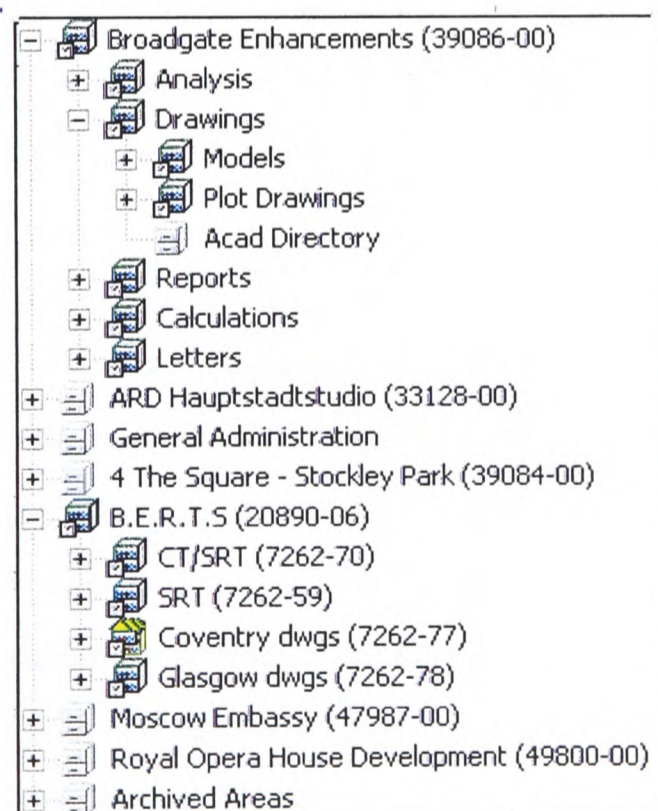 Broadgate Enhancements (39086-00)
Analysis
Drawings
Models
Plot Drawings
Acad Directory
Reports
Calculations
Letters
ARD Hauptstadtstudio (33128-00)
General Administration
4 The Square - Stockley Park (39084-00)
B.E.R.T.S (20890-06)
CT/SRT (7262-70)
SRT (7262-59)
Coventry dwgs (7262-77)
Glasgow dwgs (7262-78)
Moscow Embassy (47987-00)
Royal Opera House Development (49800-00)
Archived Areas